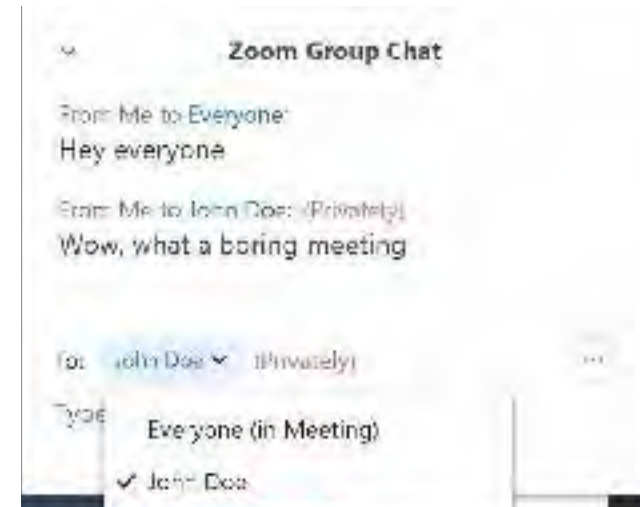 Zoom Group Chat
From Me to Everyone:
Hey everyone
From Me to John Doe: (Privately)
Wow, what a boring meeting
To: John Doe (Privately) ...
Type
Everyone (in Meeting)
John Doe